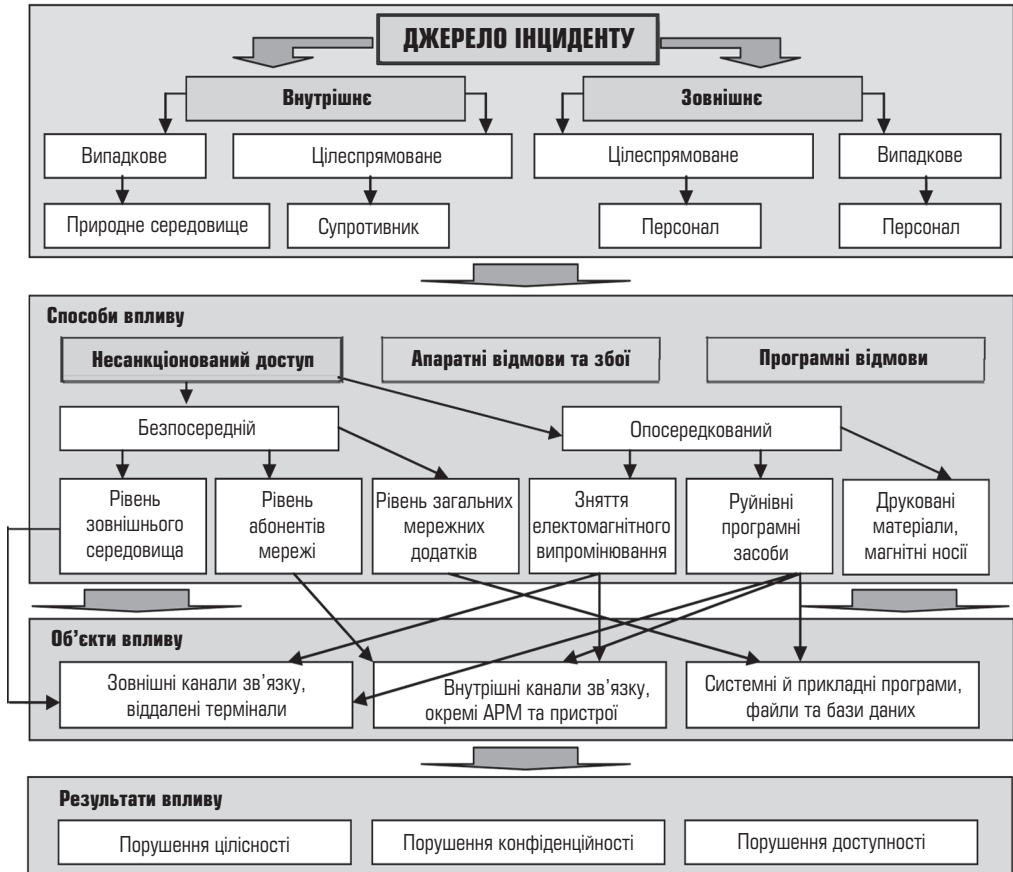 ДЖЕРЕЛО ІНЦИДЕНТУ
Внутрішнє
Зовнішнє
Випадкове
Цілеспрямоване
Цілеспрямоване
Випадкове
Природне середовище
Супротивник
Персонал
Персонал
Способи впливу
Несанкціонований доступ
Апаратні відмови та збої
Програмні відмови
Безпосередній
Опосередкований
Рівень
зовнішнього
середовища
Рівень
абонентів
мережі
Рівень загальних
мережних
додатків
Зняття
електомагнітного
випромінювання
Руйнівні
програмні
засоби
Друковані
матеріали,
магнітні носії
Об’єкти впливу
Зовнішні канали зв’язку,
віддалені термінали
Внутрішні канали зв’язку,
окремі АРМ та пристрої
Системні й прикладні програми,
файли та бази даних
Результати впливу
Порушення цілісності
Порушення конфіденційності
Порушення доступності